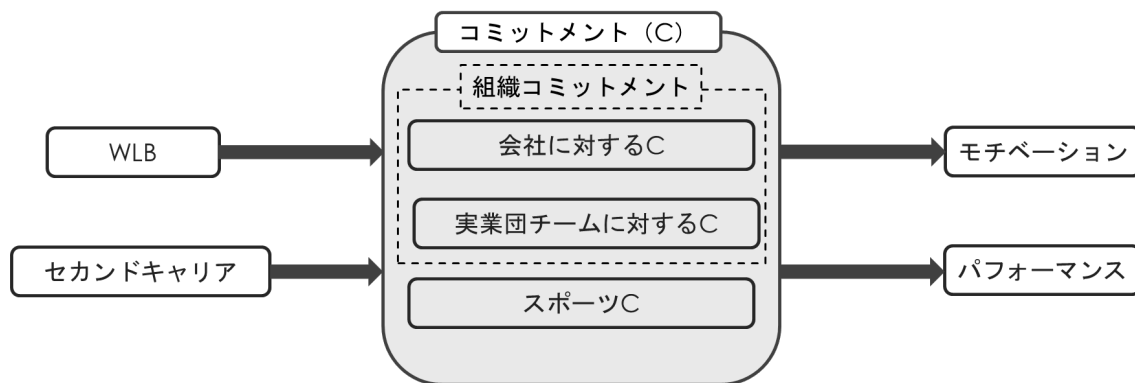 コミットメント（C）
組織コミットメント
会社に対するC
WLB
モチベーション
実業団チームに対するC
セカンドキャリア
パフォーマンス
スポーツC